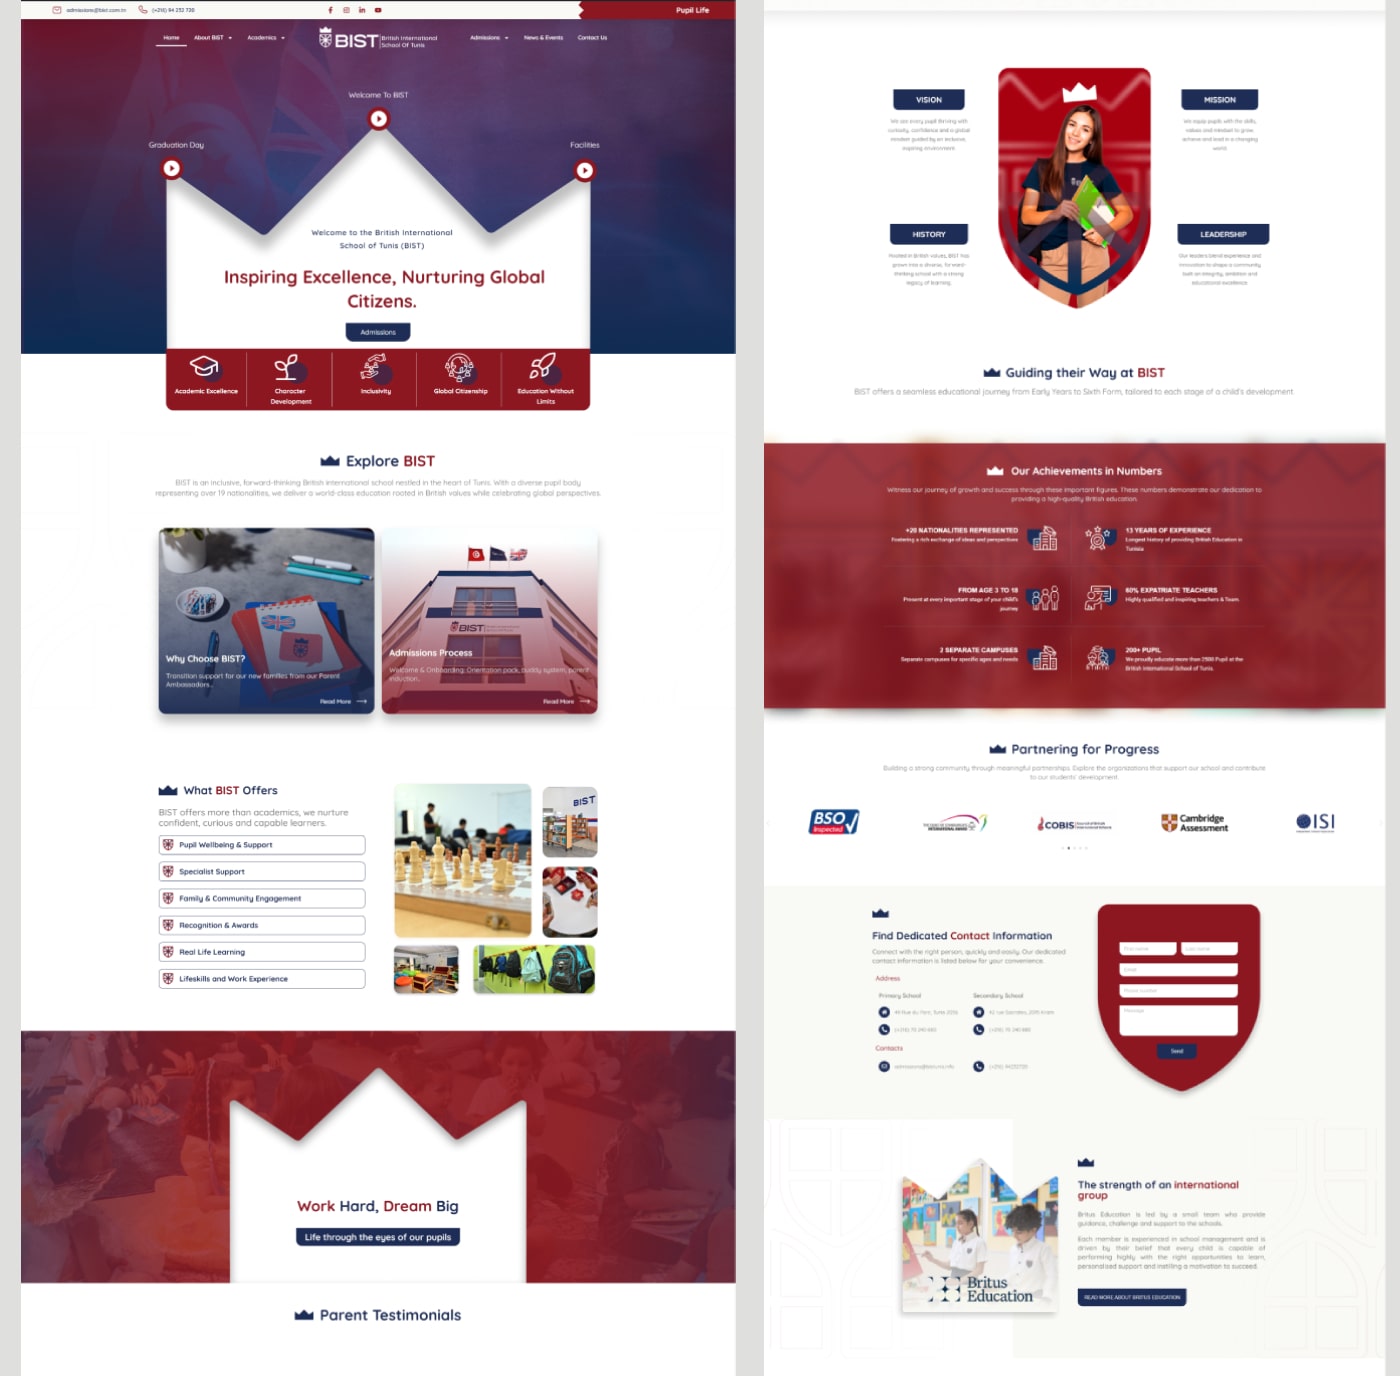 admissions@bist.com.tn
(+216) 94 232 730
Pupil Life
Home
About BIST
Academics
BIST
British International
School Of Tunis
Admissions
News & Events
Contact Us
Welcome To BIST
Graduation Day
Facilities
Welcome to the British International
School of Tunis (BIST)
Inspiring Excellence, Nurturing Global
Citizens.
Admissions
Academic Excellence
Character
Development
Inclusivity
Global Citizenship
Education Without
Limits
Explore BIST
BIST is an inclusive, forward-thinking British international school nestled in the heart of Tunis. With a diverse pupil body
representing over 19 nationalities, we deliver a world-class education rooted in British values while celebrating global perspectives.
Why Choose BIST?
Transition support for our new families from our Parent
Ambassadors.
Read More
BIST
Admissions Process
Welcome & Onboarding: Orientation pack, buddy system, parent
induction.
Read More
What BIST Offers
BIST offers more than academics, we nurture
confident, curious and capable learners.
Pupil Wellbeing & Support
Specialist Support
Family & Community Engagement
Recognition & Awards
Real Life Learning
Lifeskills and Work Experience
BIST
Work Hard, Dream Big
Life through the eyes of our pupils
Parent Testimonials
VISION
We see every pupil thriving with
curiosity, confidence and a global
mindset guided by an inclusive,
inspiring environment
MISSION
We equip pupils with the skills,
values and mindset to grow,
achieve and lead in a changing
world
HISTORY
Rooted in British values, BIST has
grown into a diverse, forward-
thinking school with a strong
legacy of learning
LEADERSHIP
Our leaders blend experience and
innovation to shape a community
built on integrity, ambition and
educational excellence
Guiding their Way at BIST
BIST offers a seamless educational journey from Early Years to Sixth Form, tailored to each stage of a child's development.
Our Achievements in Numbers
Witness our journey of growth and success through these important figures. These numbers demonstrate our dedication to
providing a high-quality British education.
+20 NATIONALITIES REPRESENTED
Fostering a rich exchange of ideas and perspectives
13 YEARS OF EXPERIENCE
Longest history of providing British Education in
Tunisia
FROM AGE 3 TO 18
Present at every important stage of your child's
journey
60% EXPATRIATE TEACHERS
Highly qualified and inspiring teachers & Team.
2 SEPARATE CAMPUSES
Separate campuses for specific ages and needs
200+ PUPIL
We proudly educate more than 2500 Pupil at the
British International School of Tunis.
Partnering for Progress
Building a strong community through meaningful partnerships. Explore the organizations that support our school and contribute
to our students' development.
BSO
Inspected
INTERNATIONAL AWARD
COBIS
Cambridge
Assessment
ISI
Find Dedicated Contact Information
Connect with the right person, quickly and easily. Our dedicated
contact information is listed below for your convenience.
Address
Primary School
Secondary School
(+216) 70 240 880
(+216) 70 240 880
Contacts
First name
Last name
Email
Phone number
Message
Send
Britus
Education
The strength of an international
group
Britus Education is led by a small team who provide
guidance, challenge and support to the schools.
Each member is experienced in school management and is
driven by their belief that every child is capable of
performing highly with the right opportunities to learn,
personalised support and instilling a motivation to succeed.
READ MORE ABOUT BRITUS EDUCATION